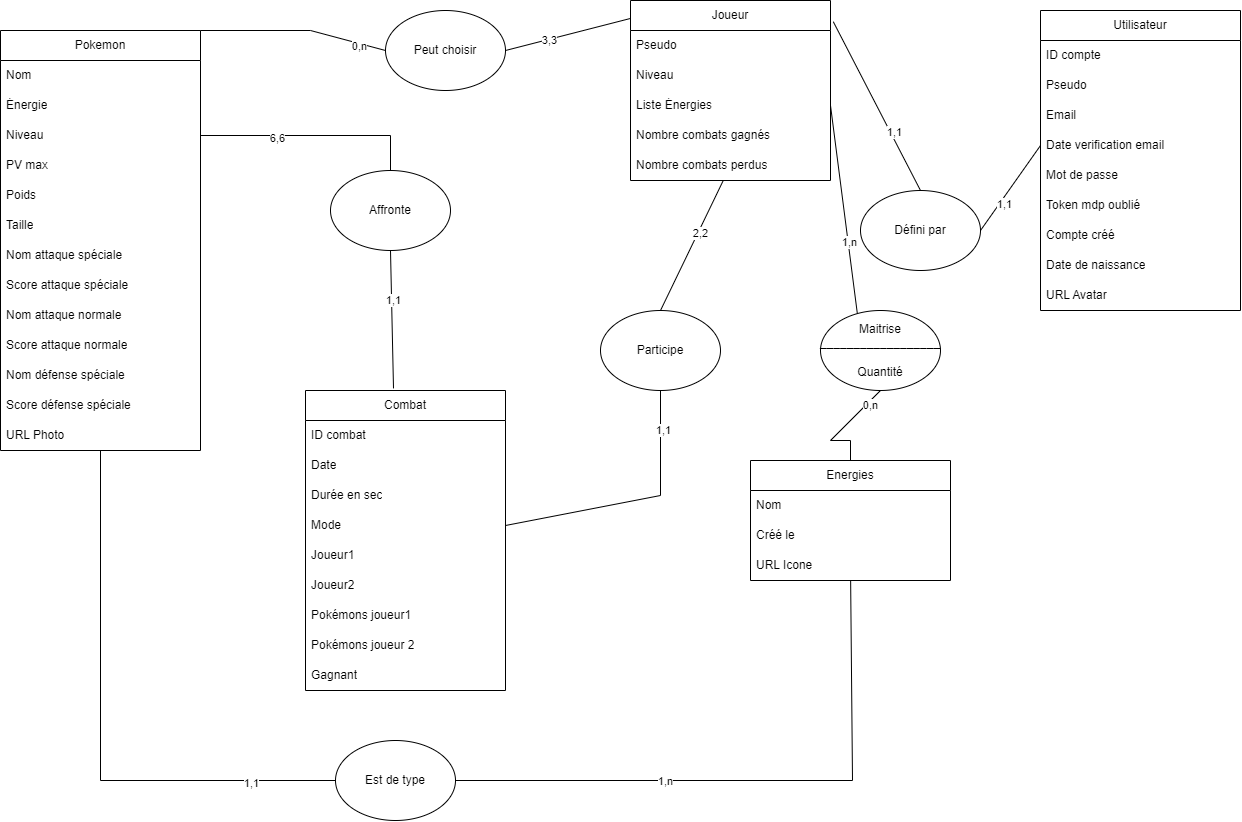 Pokemon
Nom
Énergie
Niveau
PV max
Poids
Taille
Nom attaque spéciale
Score attaque spéciale
Nom attaque normale
Score attaque normale
Nom défense spéciale
Score défense spéciale
URL Photo
0,n
Peut choisir
3,3
Joueur
Pseudo
Niveau
Liste Énergies
Nombre combats gagnés
Nombre combats perdus
Utilisateur
ID compte
Pseudo
Email
Date verification email
Mot de passe
Token mdp oublié
Compte créé
Date de naissance
URL Avatar
6,6
Affronte
1,1
1,1
Défini par
1,1
2,2
Participe
1,1
1,n
Maitrise
Quantité
0,n
Combat
ID combat
Date
Durée en sec
Mode
Joueur1
Joueur2
Pokémons joueur1
Pokémons joueur 2
Gagnant
Energies
Nom
Créé le
URL Icone
1,1
Est de type
1,n